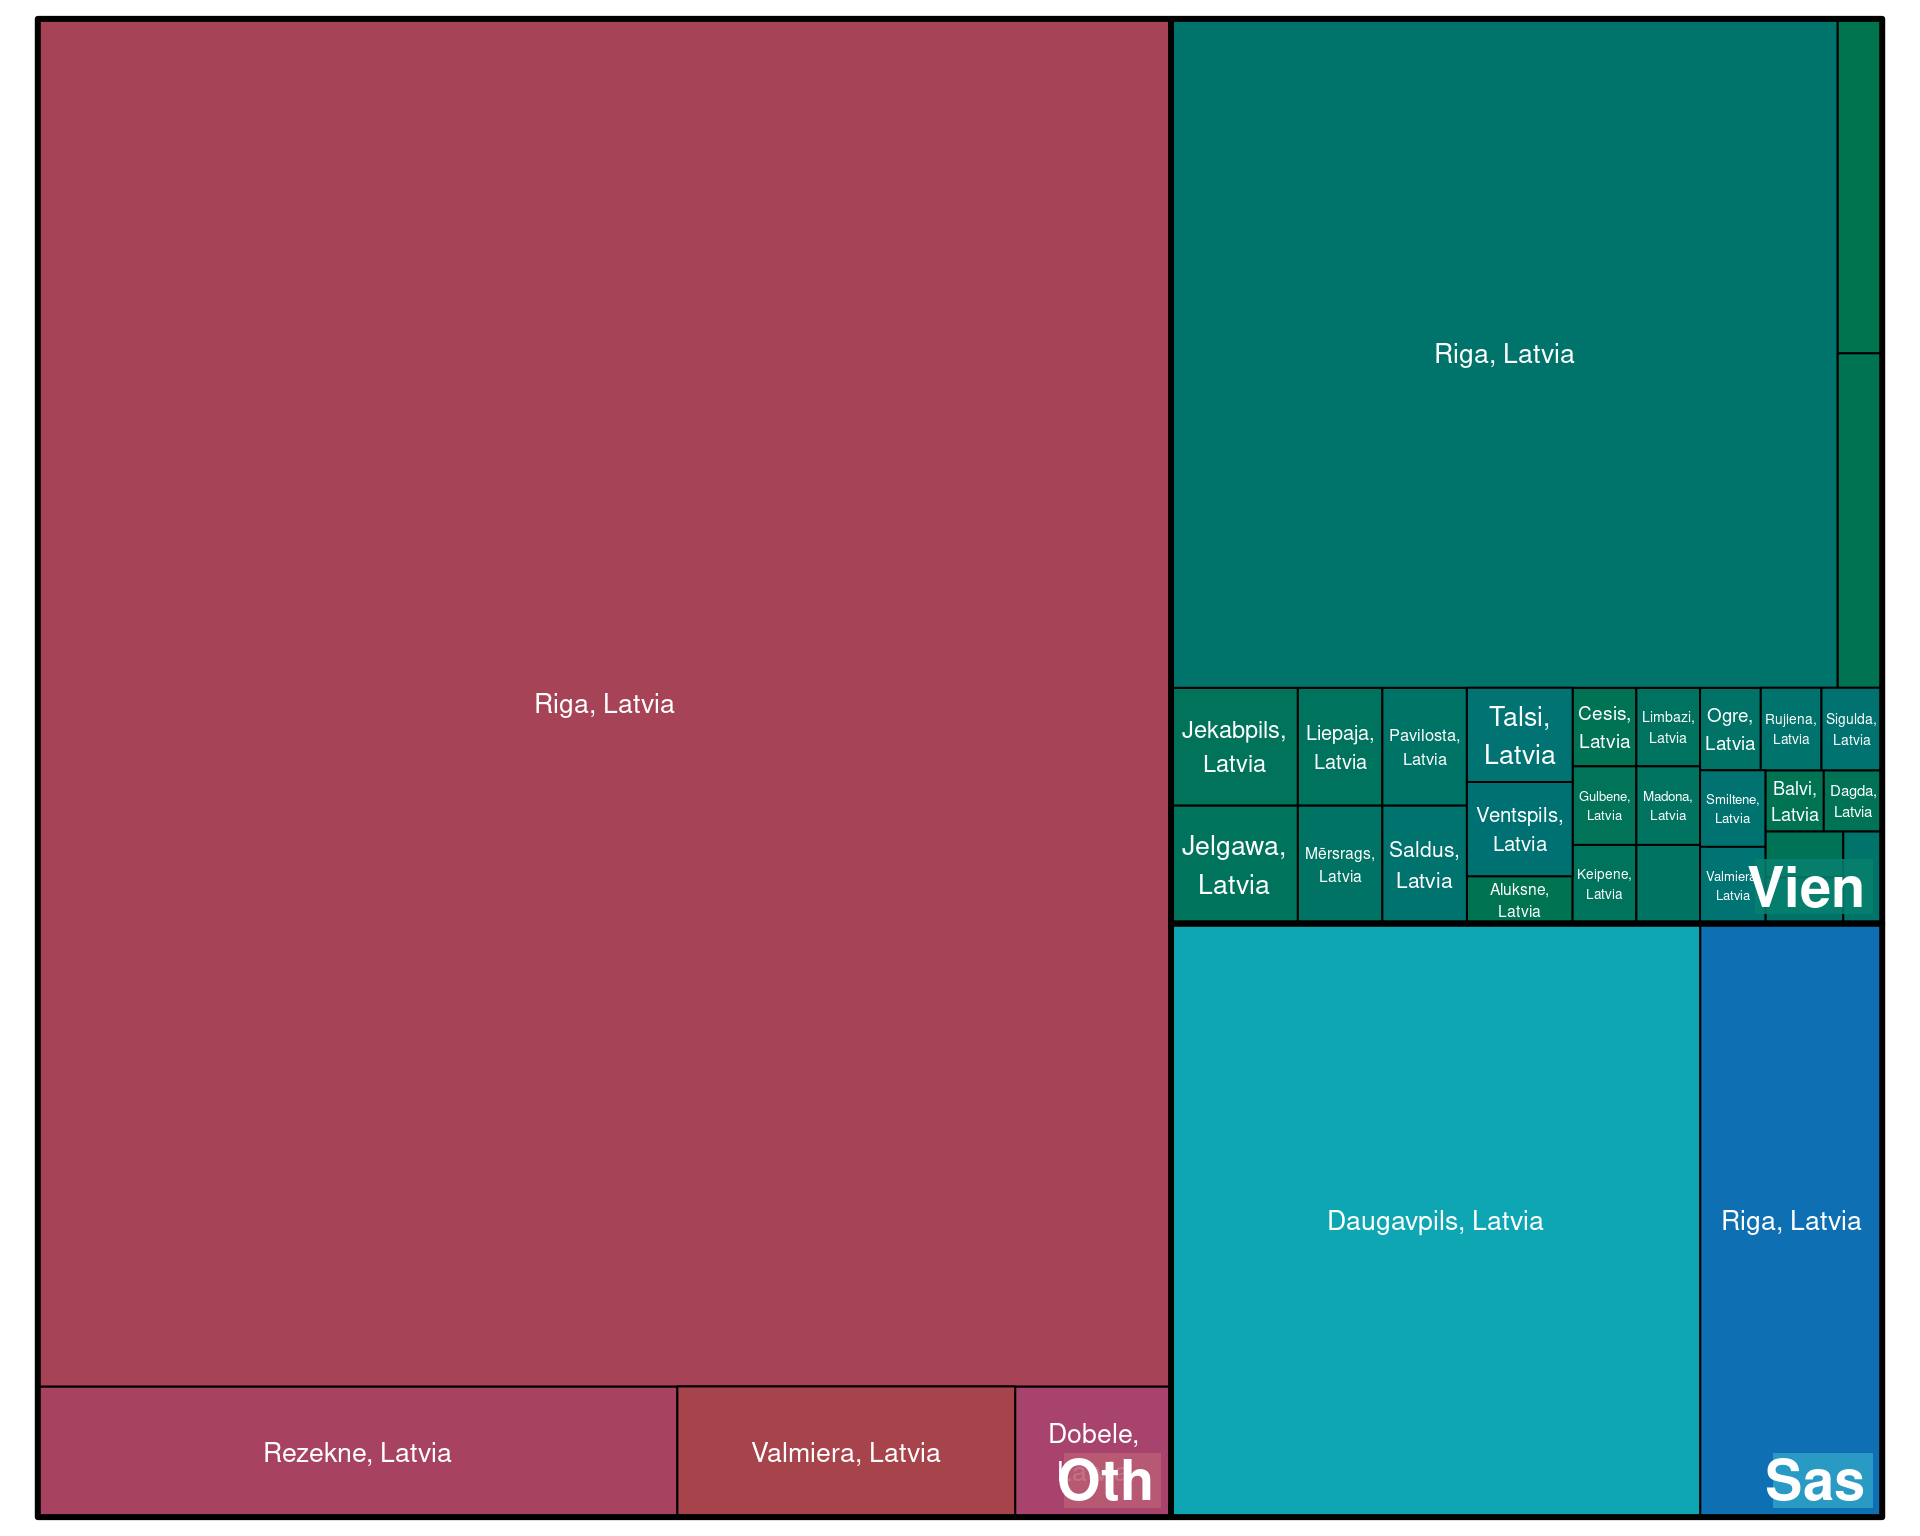 Riga, Latvia
Rezekne, Latvia
Valmiera, Latvia
Dobele,
Oth
Riga, Latvia
Jekabpils,
Latvia
Jelgawa,
Latvia
Liepaja,
Latvia
Mērsrags,
Latvia
Pavilosta,
Latvia
Saldus,
Latvia
Talsi,
Latvia
Ventspils,
Latvia
Aluksne,
Latvia
Cesis,
Latvia
Gulbene,
Latvia
Keipene,
Latvia
Limbazi,
Latvia
Madona,
Latvia
Ogre,
Latvia
Rujiena,
Latvia
Sigulda,
Latvia
Smiltene,
Latvia
Valmiera
Latvia
Balvi,
Latvia
Dagda,
Latvia
Vien
Daugavpils, Latvia
Riga, Latvia
Sas